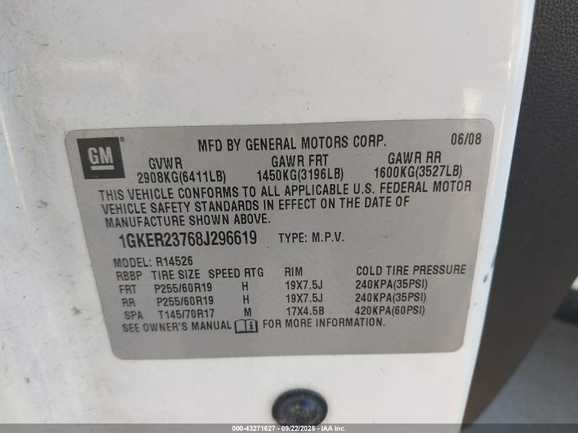 GM
MFD BY GENERAL MOTORS CORP. 06/08
GVWR GAWR FRT GAWR RR
2908KG(6411LB) 1450KG(3196LB) 1600KG(3527LB)
THIS VEHICLE CONFORMS TO ALL APPLICABLE U.S. FEDERAL MOTOR
VEHICLE SAFETY STANDARDS IN EFFECT ON THE DATE OF
MANUFACTURE SHOWN ABOVE.
1GKER23768J296619 TYPE: M.P.V.
MODEL: R14526
RBBP TIRE SIZE SPEED RTG RIM COLD TIRE PRESSURE
FRT P255/60R19 H 19X7.5J 240KPA(35PSI)
RR P255/60R19 H 19X7.5J 240KPA(35PSI)
SPA T145/70R17 M 17X4.5B 420KPA(60PSI)
SEE OWNER'S MANUAL FOR MORE INFORMATION.
000-43271627 - 09/22/2025 - IAA Inc.